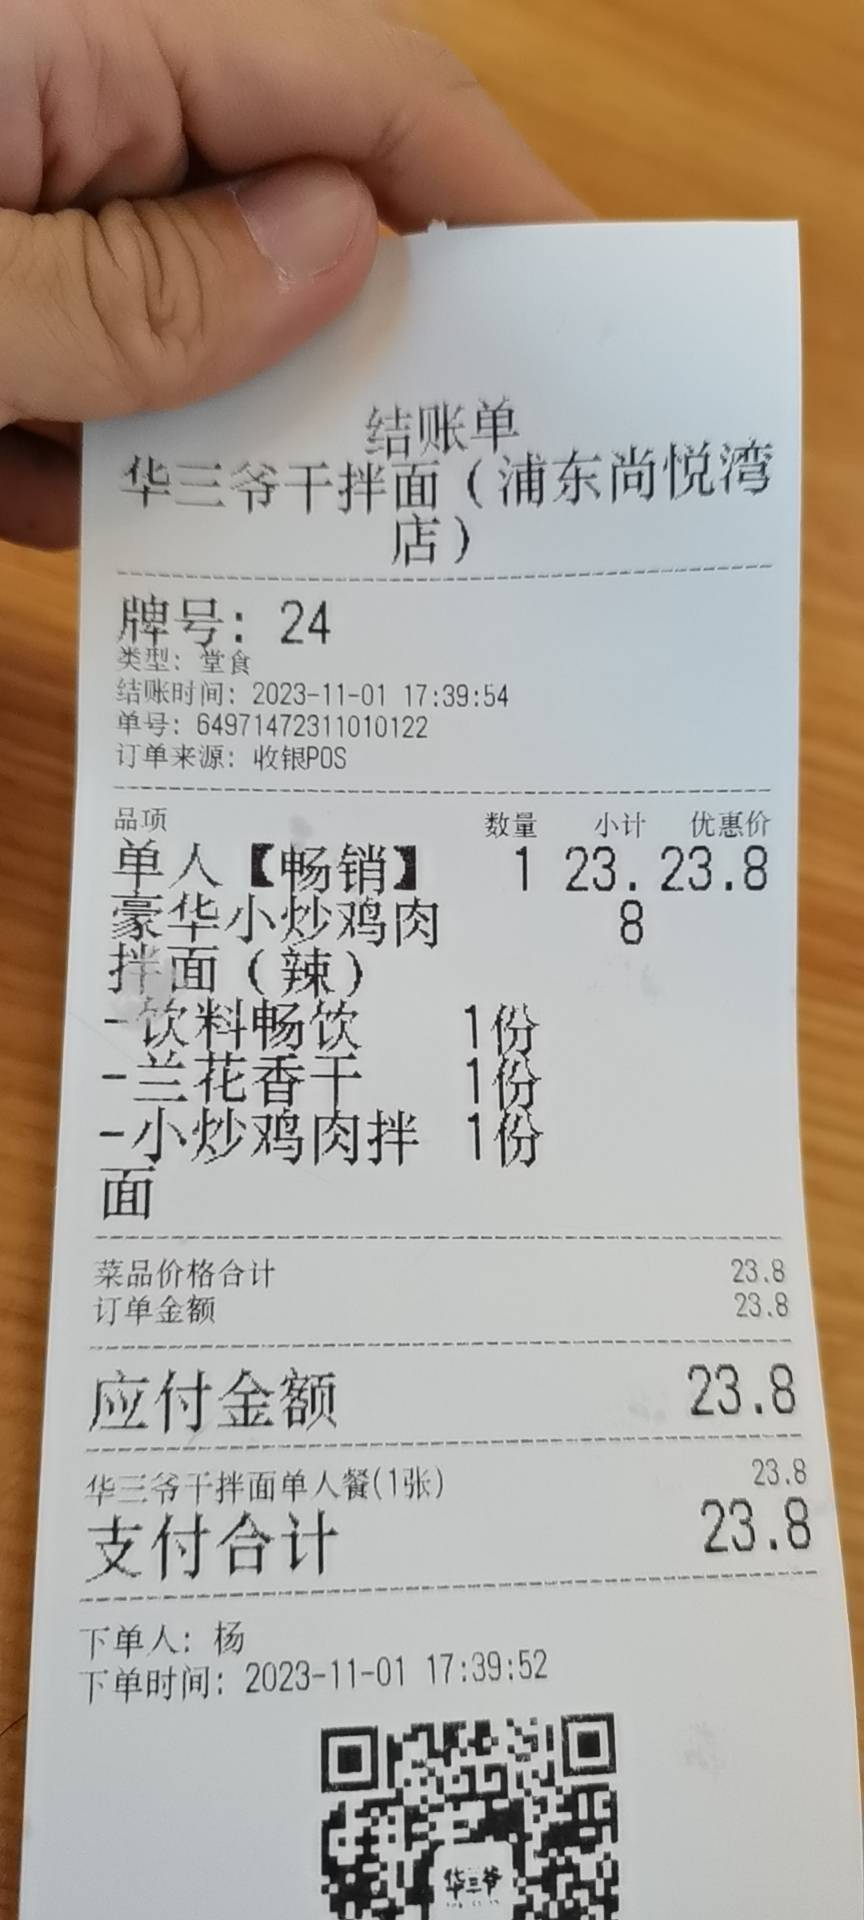 结账单
华三爷干拌面（浦东尚悦湾
店）
牌号：24
类型：堂食
结账时间：2023-11-01 17:39:54
单号：64971472311010122
订单来源：收银POS
品项 数量 小计 优惠价
单人【畅销】 1 23. 23.8
豪华小炒鸡肉 8
拌面（辣）
-饮料畅饮 1份
-兰花香干 1份
-小炒鸡肉拌 1份
面
菜品价格合计 23.8
订单金额 23.8
应付金额 23.8
华三爷干拌面单人餐(1张) 23.8
支付合计 23.8
下单人：杨
下单时间：2023-11-01 17:39:52
华三爷